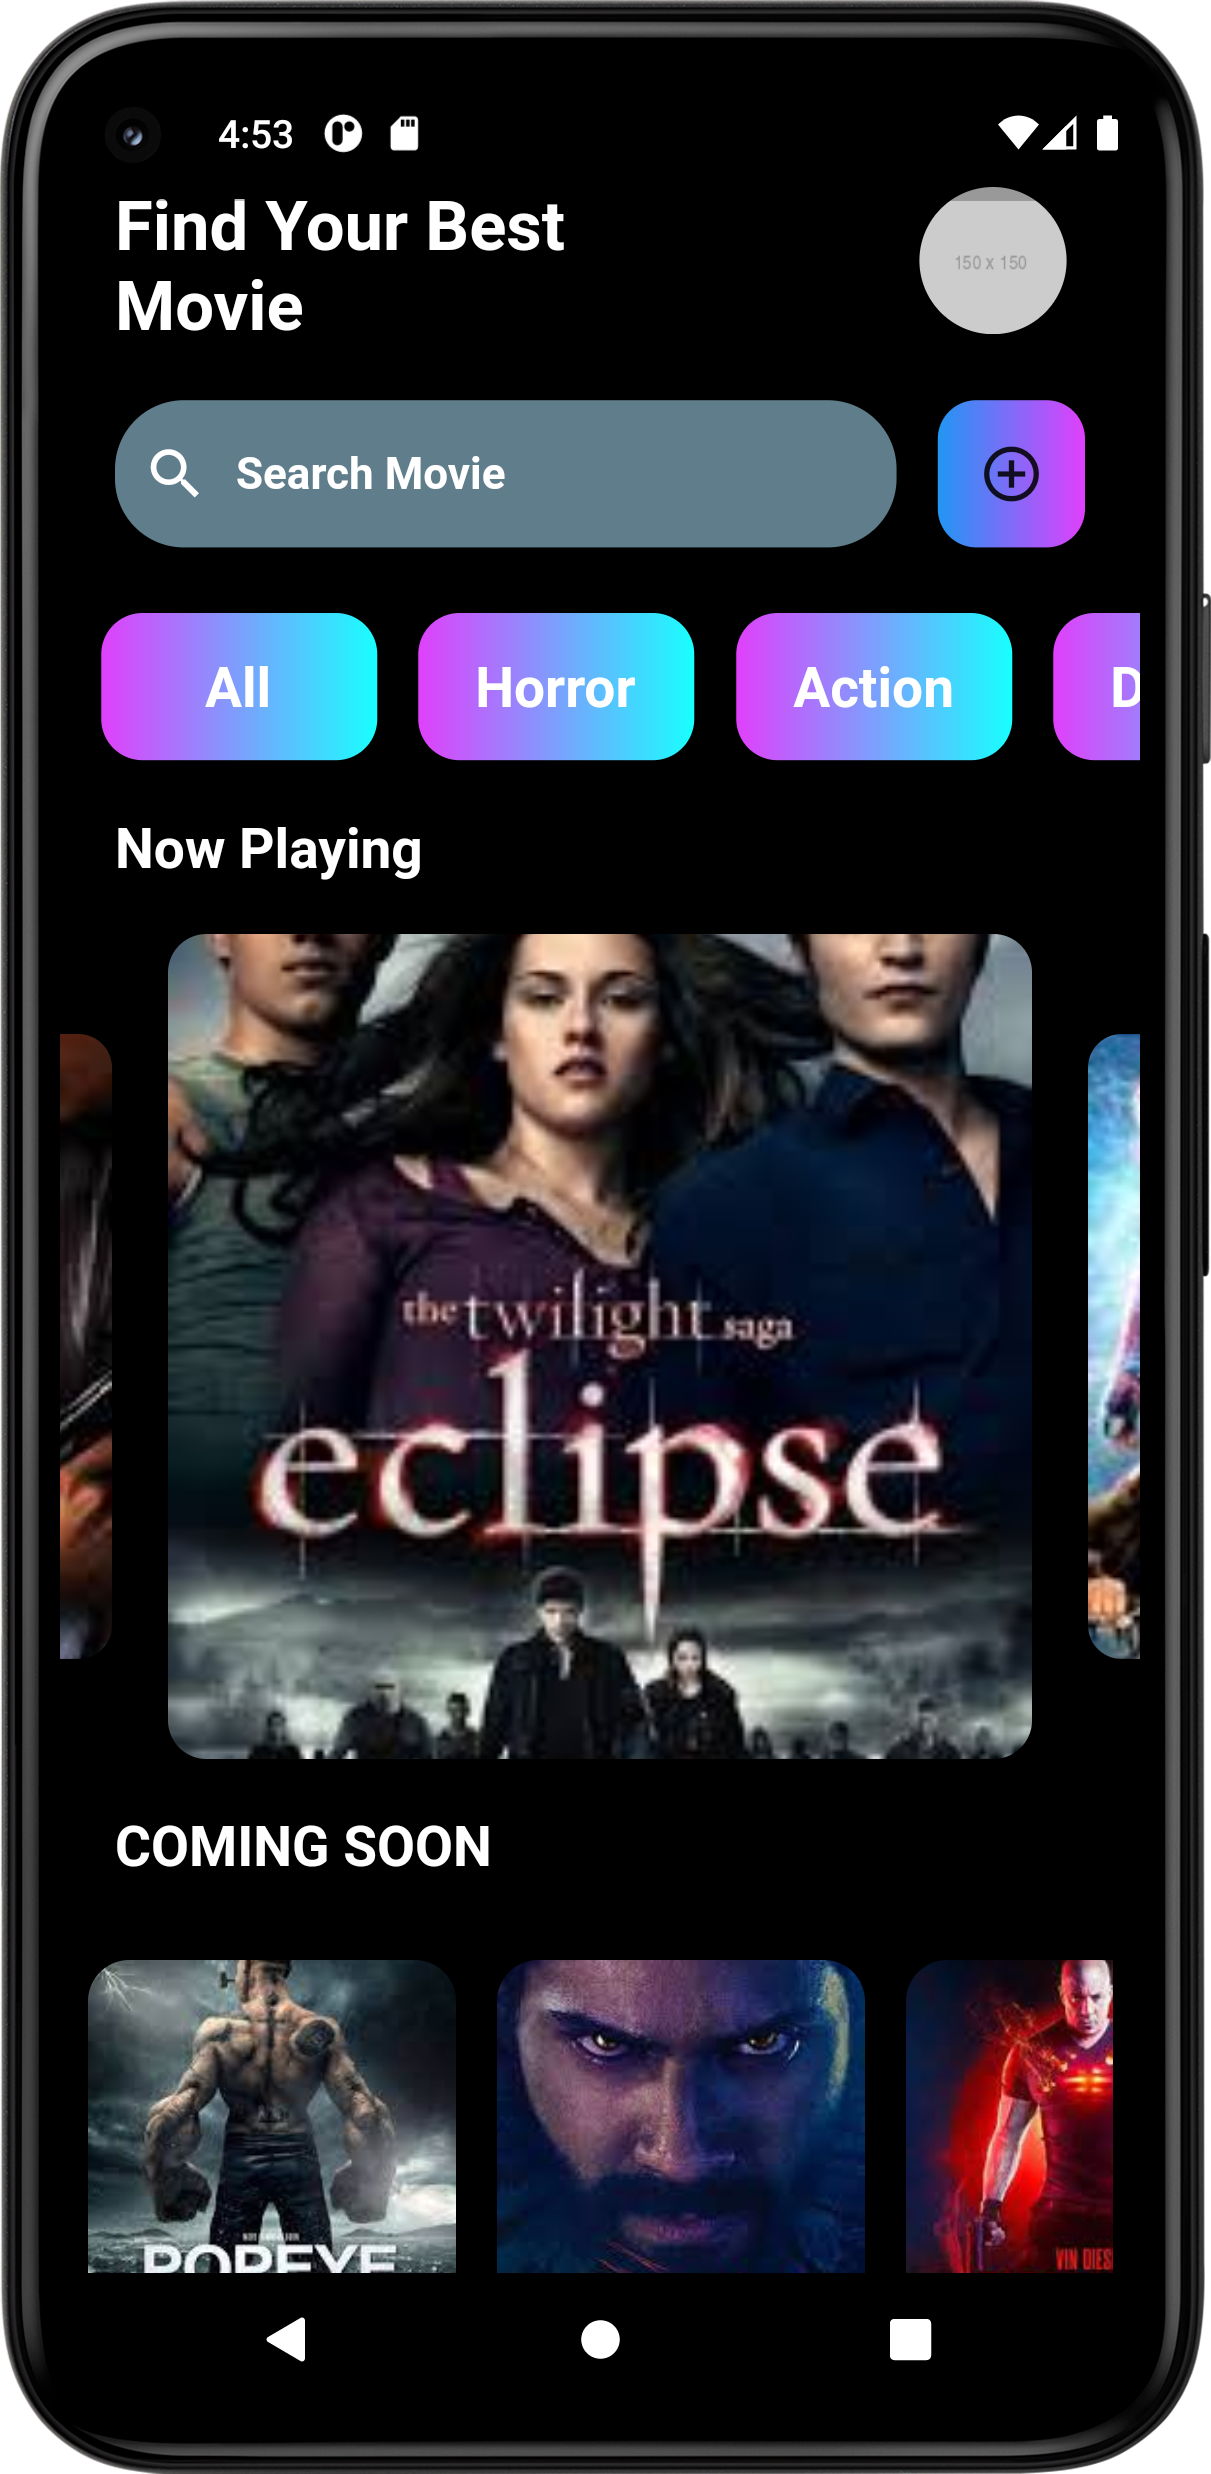 4:53
Find Your Best
Movie
150 x 150
Search Movie
All
Horror
Action
D
Now Playing
the twilight saga
eclipse
COMING SOON
POPEYE
VIN DIES